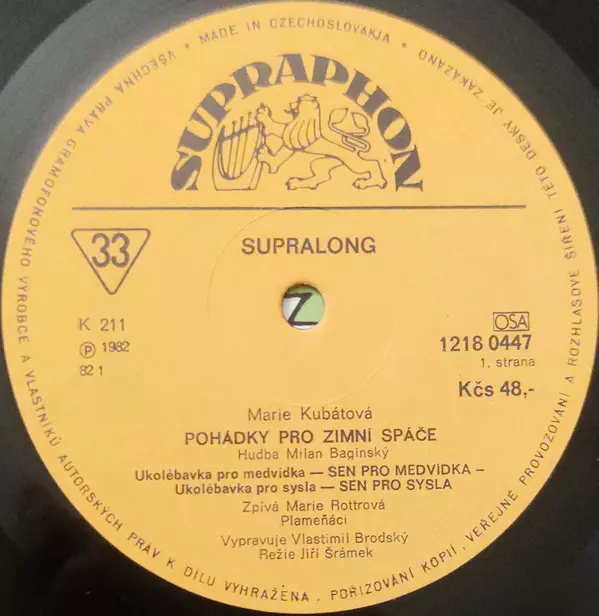 MADE IN CZECHOSLOVAKJA • VŠECHNA PRÁVA GRAMOFONOVÉHO VÝROBCE A VLASTNÍKŮ AUTORSKÝCH PRÁV K DÍLU VYHRAŽENA. POŘIZOVÁNÍ KOPIÍ, VEŘEJNÉ PROVOZOVÁNÍ A ROZHLASOVÉ ŠÍŘENÍ TÉTO DESKY JE ZAKÁZÁNO •
SUPRAPHON
33
SUPRALONG
Z
K 211
Ⓟ 1982
82 1
OSA
1218 0447
1. strana
Kčs 48,-
Marie Kubátová
POHÁDKY PRO ZIMNÍ SPÁČE
Hudba Milan Baginský
Ukolébavka pro medvídka — SEN PRO MEDVÍDKA –
Ukolébavka pro sysla — SEN PRO SYSLA
Zpívá Marie Rottrová
Plameňáci
Vypravuje Vlastimil Brodský
Režie Jiří Šrámek